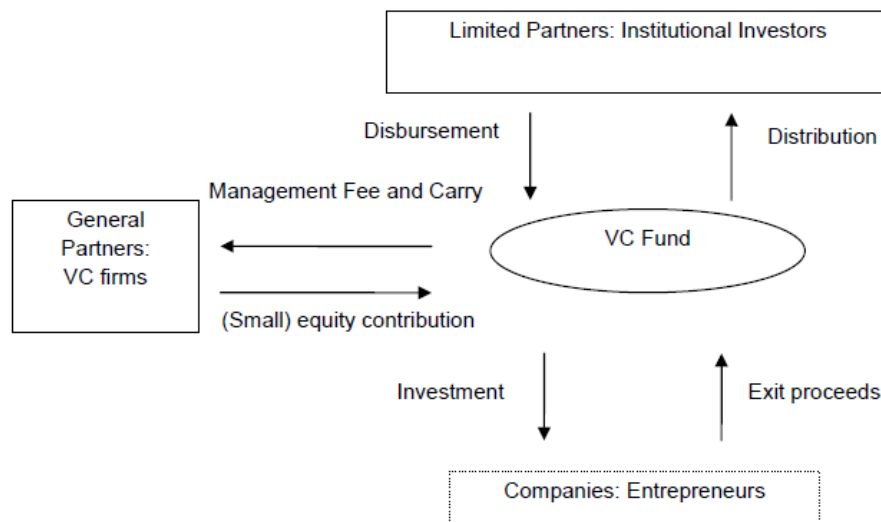 Limited Partners: Institutional Investors
Disbursement
Distribution
Management Fee and Carry
General
Partners:
VC firms
VC Fund
(Small) equity contribution
Investment
Exit proceeds
Companies: Entrepreneurs